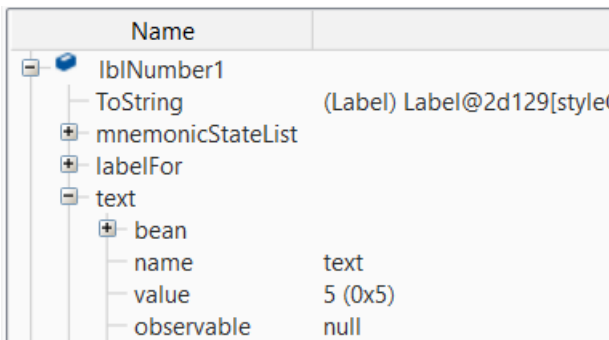 Name
lblNumber1
ToString (Label) Label@2d129[style
mnemonicStateList
labelFor
text
bean
name text
value 5 (0x5)
observable null